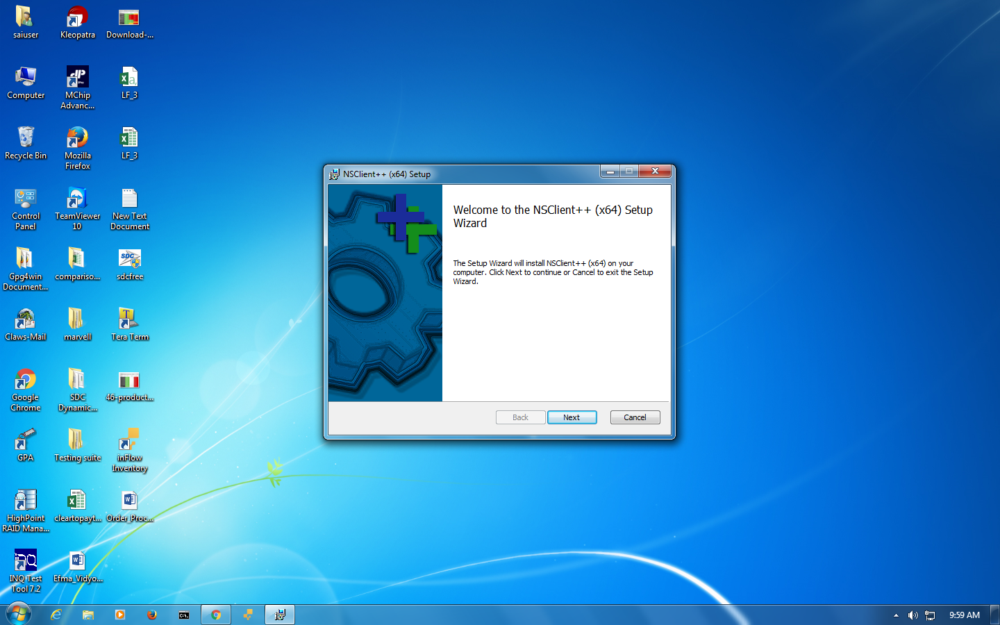 saiuser
Kleopatra
Download-...
Computer
MChip
Advanc...
LF_3
Recycle Bin
Mozilla
Firefox
LF_3
Control
Panel
TeamViewer
10
New Text
Document
Gpg4win
Document...
compariso...
SDC
sdcfree
Claws-Mail
marvell
Tera Term
Google
Chrome
SDC
Dynamic...
46-product...
GPA
Testing suite
inFlow
Inventory
HighPoint
RAID Mana...
cleartopayt...
Order_Proc...
INQ Test
Tool 7.2
Efma_Vidyo...
NSClient++ (x64) Setup
Welcome to the NSClient++ (x64) Setup
Wizard
The Setup Wizard will install NSClient++ (x64) on your
computer. Click Next to continue or Cancel to exit the Setup
Wizard.
Back
Next
Cancel
9:59 AM